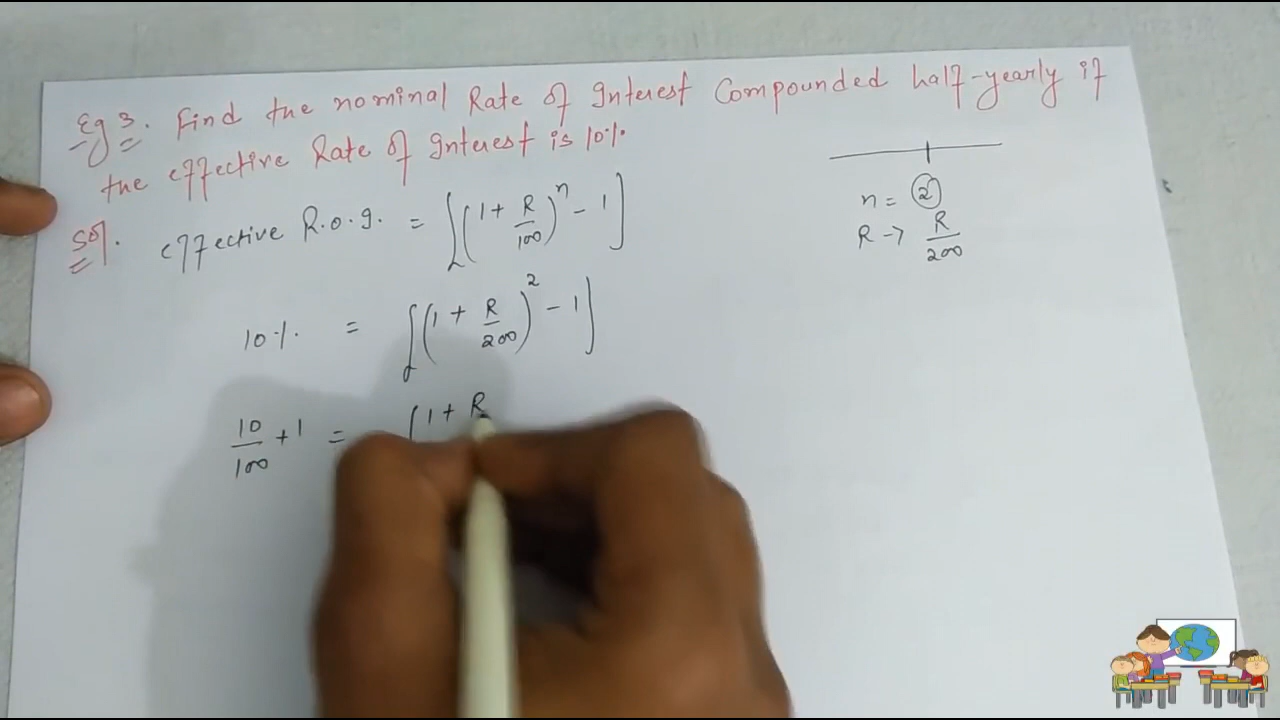 Eg 3. Find the nominal Rate of Interest Compounded half-yearly if
the effective Rate of Interest is 10%.
Sol. effective R.o.I. = [(1 + R/100)^n - 1]
n = 2
R → R/200
10% = [(1 + R/200)^2 - 1]
10/100 + 1 = (1 + R